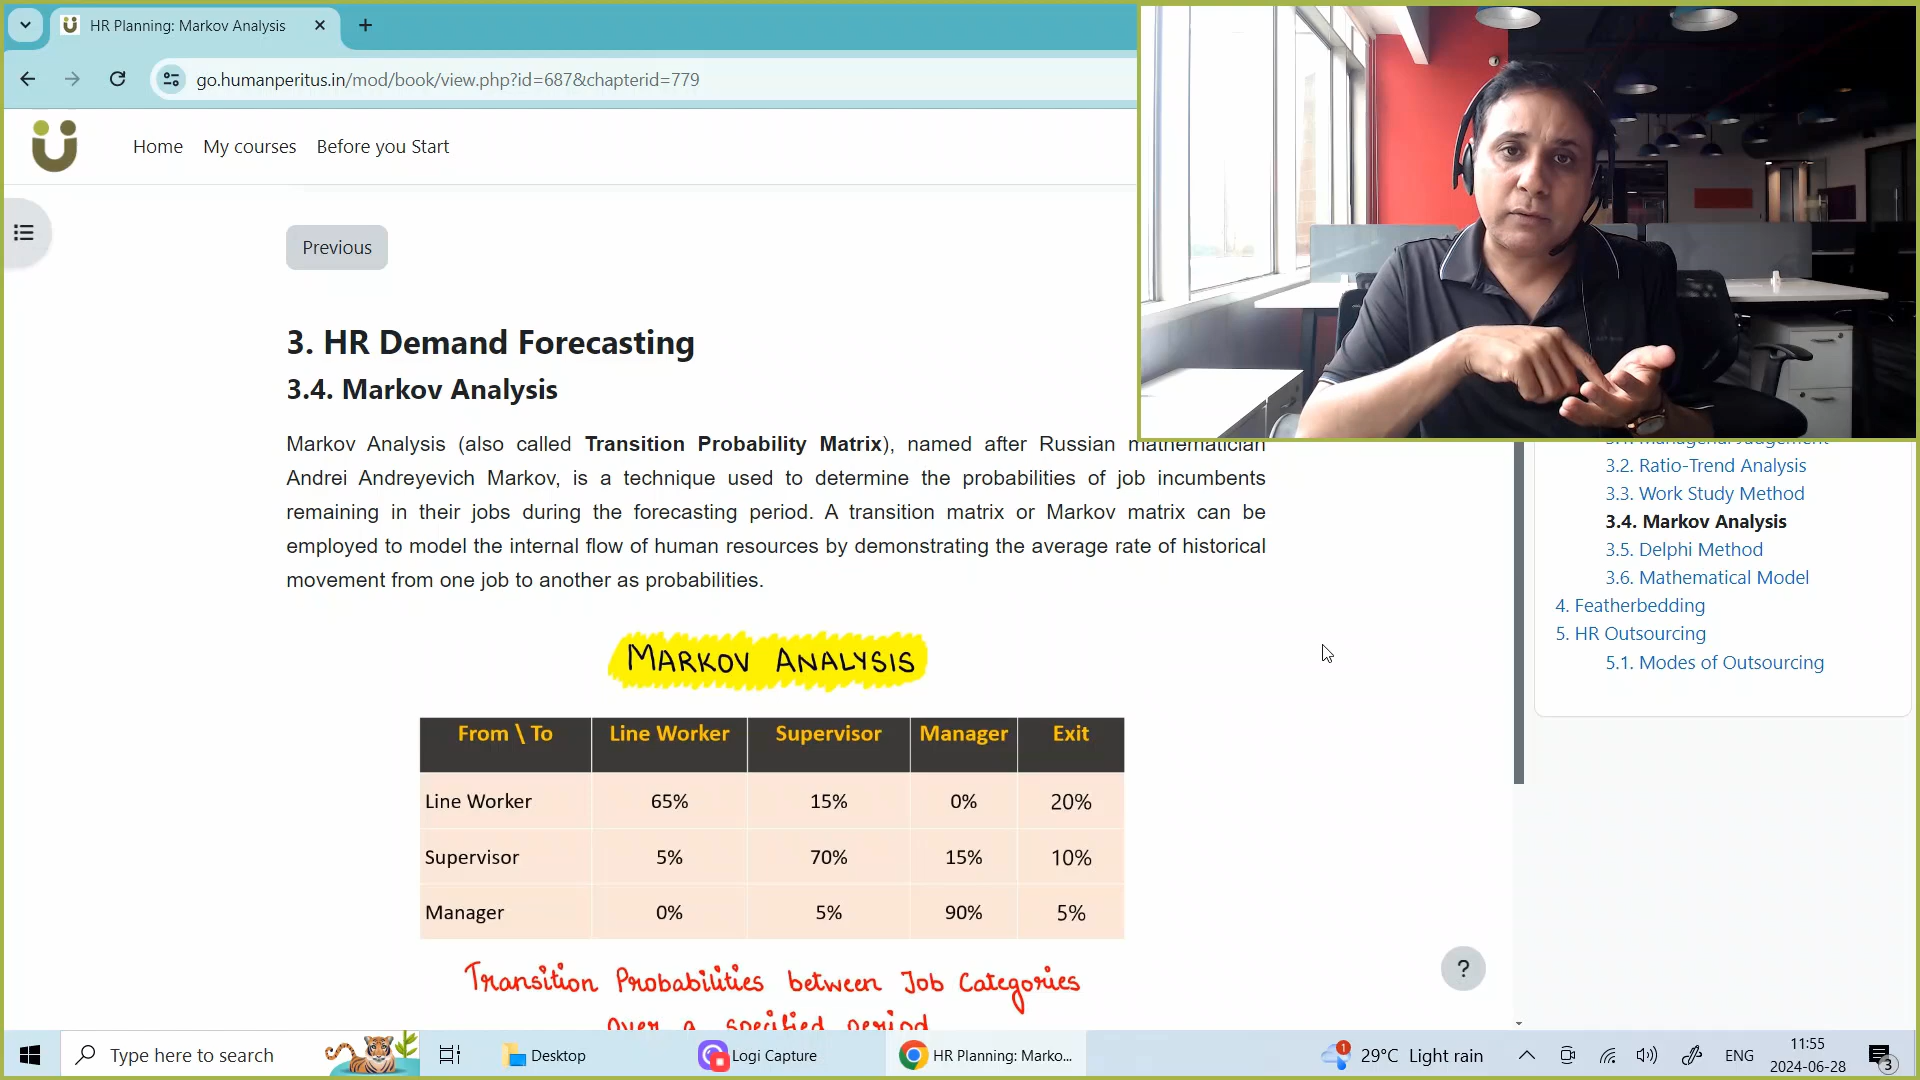 HR Planning: Markov Analysis
go.humanperitus.in/mod/book/view.php?id=687&chapterid=779
Home My courses Before you Start
Previous
3. HR Demand Forecasting
3.4. Markov Analysis
Markov Analysis (also called Transition Probability Matrix), named after Russian mathematician
Andrei Andreyevich Markov, is a technique used to determine the probabilities of job incumbents
remaining in their jobs during the forecasting period. A transition matrix or Markov matrix can be
employed to model the internal flow of human resources by demonstrating the average rate of historical
movement from one job to another as probabilities.
MARKOV ANALYSIS
From \ To Line Worker Supervisor Manager Exit
Line Worker 65% 15% 0% 20%
Supervisor 5% 70% 15% 10%
Manager 0% 5% 90% 5%
Transition Probabilities between Job Categories
over a specified period
3.1. Managerial Judgement
3.2. Ratio-Trend Analysis
3.3. Work Study Method
3.4. Markov Analysis
3.5. Delphi Method
3.6. Mathematical Model
4. Featherbedding
5. HR Outsourcing
5.1. Modes of Outsourcing
?
Type here to search
Desktop
Logi Capture
HR Planning: Marko...
1
29°C Light rain
ENG
11:55
2024-06-28
3